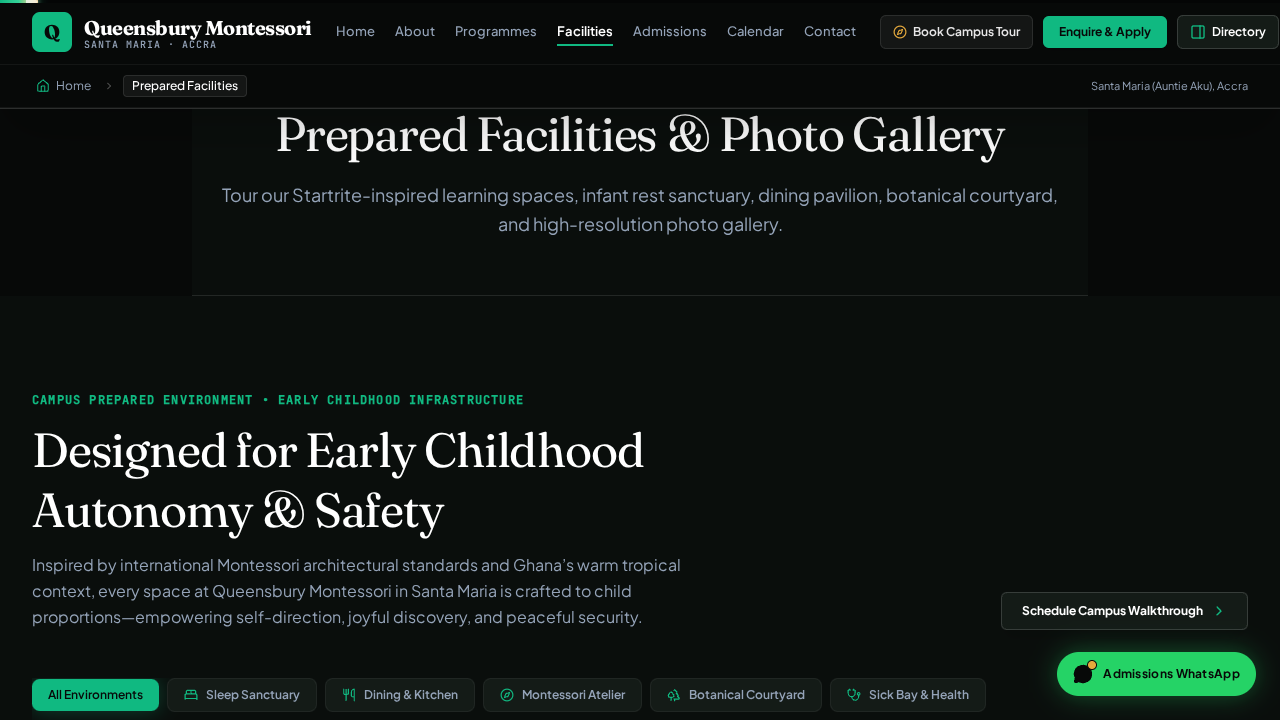 Q
Queensbury Montessori
SANTA MARIA · ACCRA
Home
About
Programmes
Facilities
Admissions
Calendar
Contact
Book Campus Tour
Enquire & Apply
Directory
Home
Prepared Facilities
Santa Maria (Auntie Aku), Accra
Prepared Facilities & Photo Gallery
Tour our Startrite-inspired learning spaces, infant rest sanctuary, dining pavilion, botanical courtyard,
and high-resolution photo gallery.
CAMPUS PREPARED ENVIRONMENT • EARLY CHILDHOOD INFRASTRUCTURE
Designed for Early Childhood
Autonomy & Safety
Inspired by international Montessori architectural standards and Ghana’s warm tropical
context, every space at Queensbury Montessori in Santa Maria is crafted to child
proportions—empowering self-direction, joyful discovery, and peaceful security.
Schedule Campus Walkthrough
Admissions WhatsApp
All Environments
Sleep Sanctuary
Dining & Kitchen
Montessori Atelier
Botanical Courtyard
Sick Bay & Health